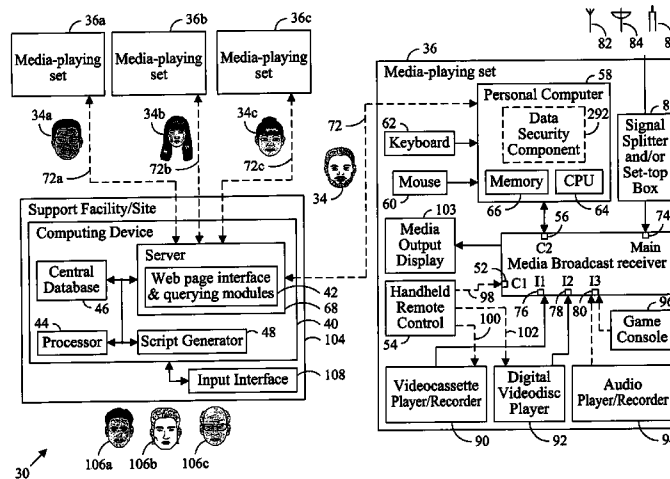 36a
36b
36c
Media-playing
set
Media-playing
set
Media-playing
set
34a
34b
34c
72a
72b
72c
72
34
Support Facility/Site
Computing Device
Server
Web page interface
& querying modules
Central
Database
46
44
Processor
48
Script Generator
42
68
40
104
108
Input Interface
106a
106b
106c
30
82
84
36
Media-playing set
58
Personal Computer
292
Data
Security
Component
62
Keyboard
Mouse
60
Memory
CPU
66
64
Signal
Splitter
and/or
Set-top
Box
103
Media
Output
Display
56
74
C2
Main
Media Broadcast receiver
52
C1
I1
I2
I3
98
Handheld
Remote
Control
54
76
78
80
100
102
96
Game
Console
Videocassette
Player/Recorder
Digital
Videodisc
Player
Audio
Player/Recorder
90
92